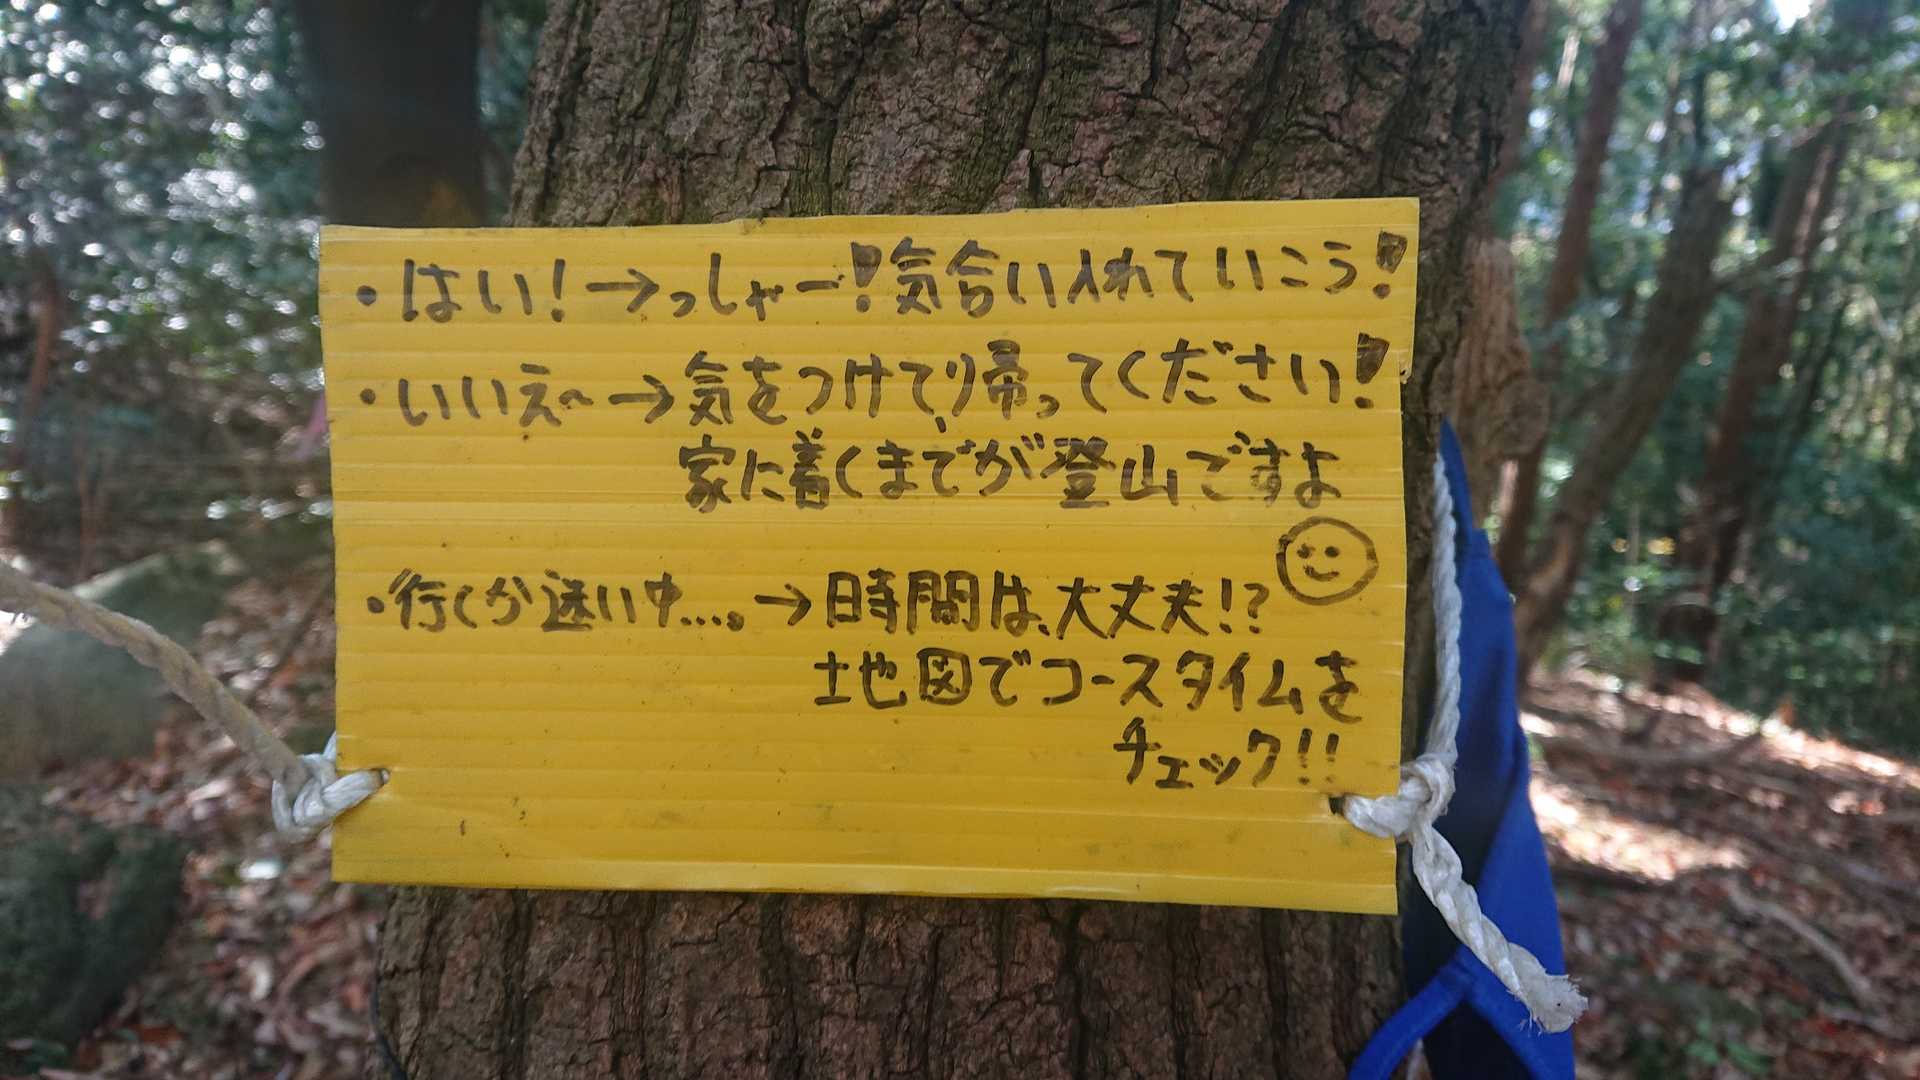 ・はい！→っしゃー！気合い入れていこう！
・いいえ～→気をつけて、り帰ってください！
家に着くまでが登山ですよ
・行くか迷い中…。→時間は、大丈夫！？
地図でコースタイムを
チェック！！